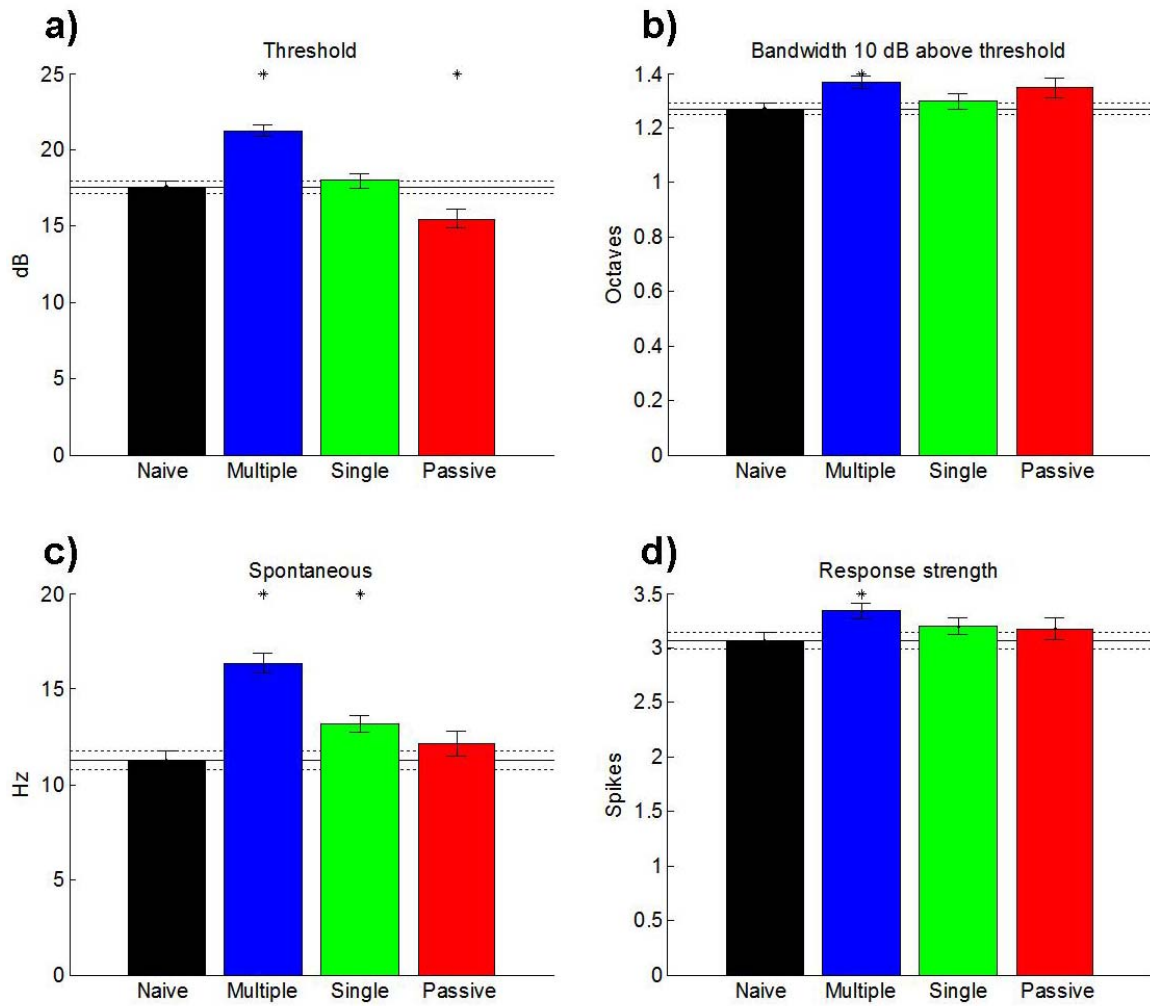 a)
Threshold
* *
25
20
15
10
5
0
dB
Naive Multiple Single Passive
b)
Bandwidth 10 dB above threshold
*
1.4
1.2
1
0.8
0.6
0.4
0.2
0
Octaves
Naive Multiple Single Passive
c)
Spontaneous
* *
20
15
10
5
0
Hz
Naive Multiple Single Passive
d)
Response strength
*
3.5
3
2.5
2
1.5
1
0.5
0
Spikes
Naive Multiple Single Passive